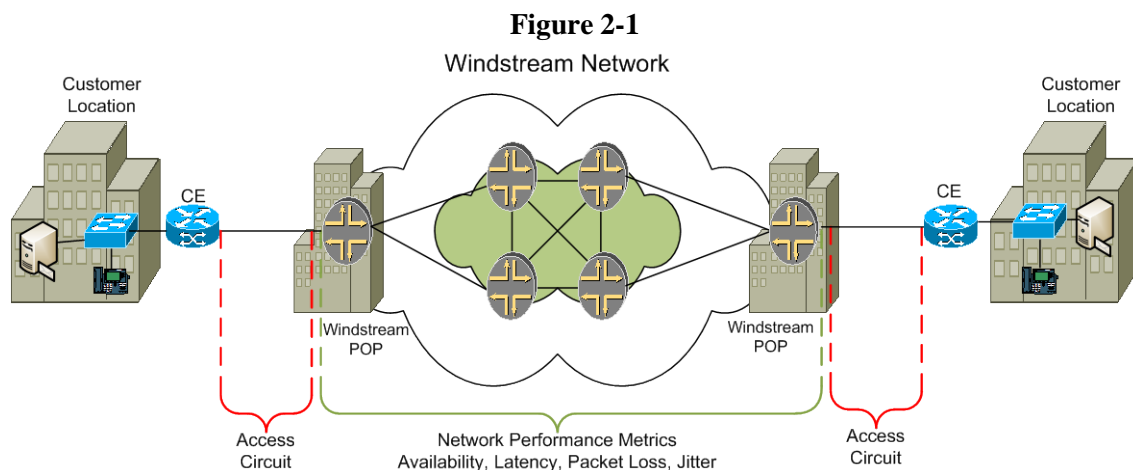 Figure 2-1
Windstream Network
Customer
Location
Customer
Location
CE
CE
Windstream
POP
Windstream
POP
Access
Circuit
Network Performance Metrics
Availability, Latency, Packet Loss, Jitter
Access
Circuit